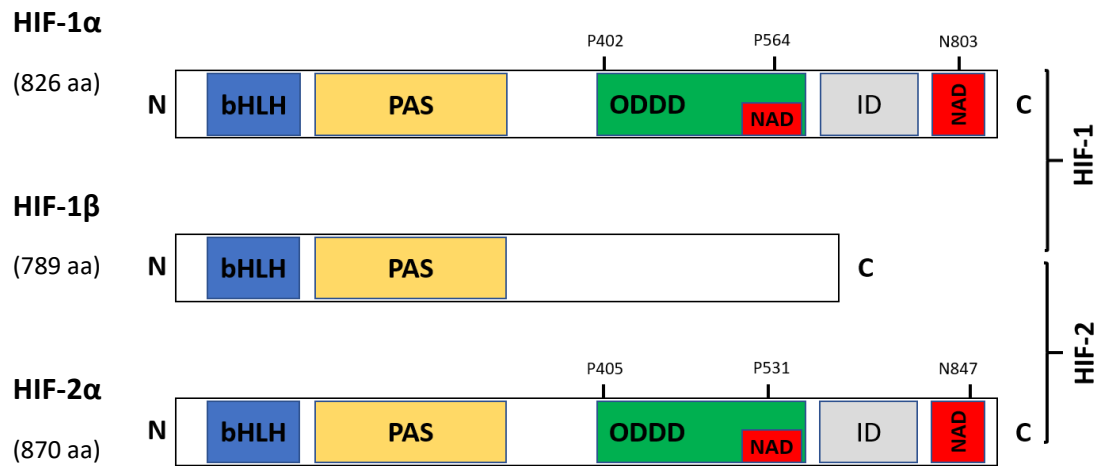 HIF-1α
(826 aa)
P402
P564
N803
N
bHLH
PAS
ODDD
NAD
ID
NAD
C
HIF-1
HIF-1β
(789 aa)
N
bHLH
PAS
C
HIF-2
HIF-2α
(870 aa)
P405
P531
N847
N
bHLH
PAS
ODDD
NAD
ID
NAD
C